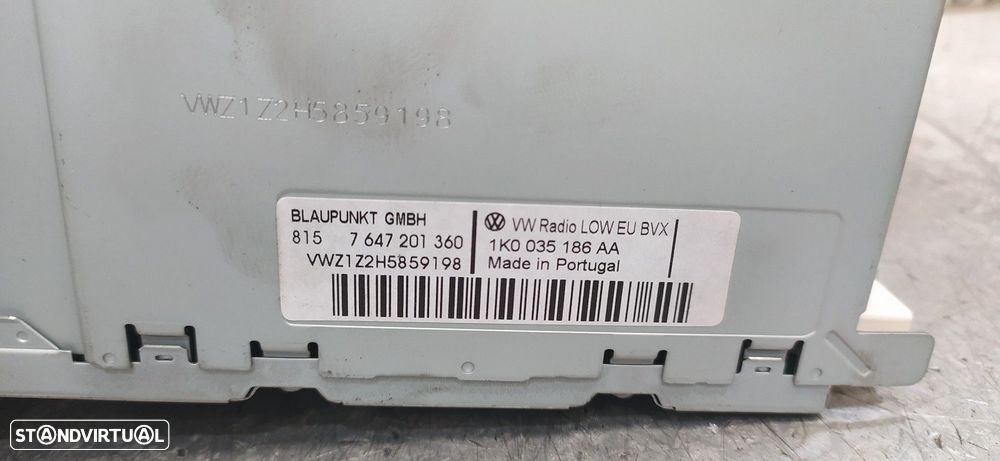 VWZ1Z2H5859198
BLAUPUNKT GMBH
815 7 647 201 360
VWZ1Z2H5859198
VW Radio LOW EU BVX
1K0 035 186 AA
Made in Portugal
STANDVIRTUAL